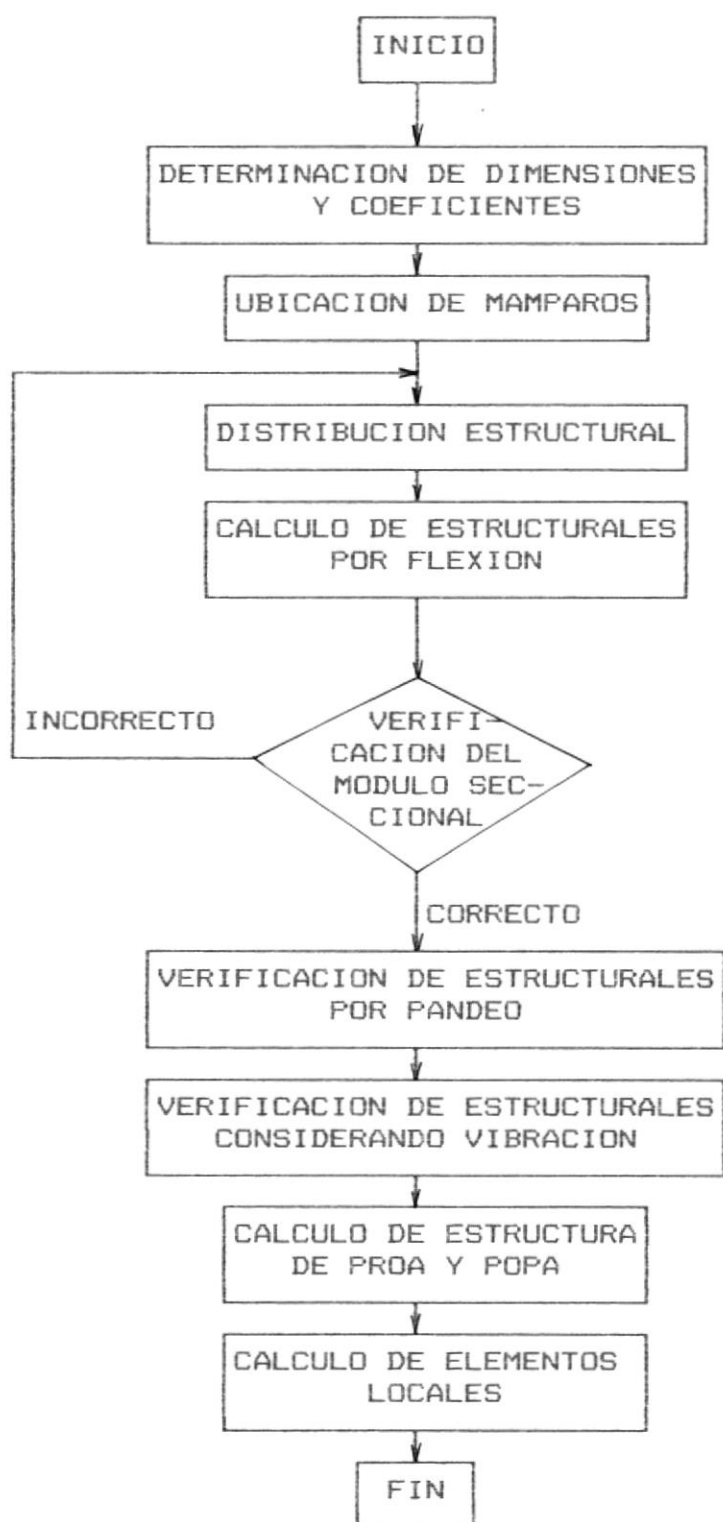 INICIO
DETERMINACION DE DIMENSIONES
Y COEFICIENTES
UBICACION DE MAMPAROS
DISTRIBUCION ESTRUCTURAL
CALCULO DE ESTRUCTURALES
POR FLEXION
INCORRECTO
VERIFI-
CACION DEL
MODULO SEC-
CIONAL
CORRECTO
VERIFICACION DE ESTRUCTURALES
POR PANDEO
VERIFICACION DE ESTRUCTURALES
CONSIDERANDO VIBRACION
CALCULO DE ESTRUCTURA
DE PROA Y POPA
CALCULO DE ELEMENTOS
LOCALES
FIN